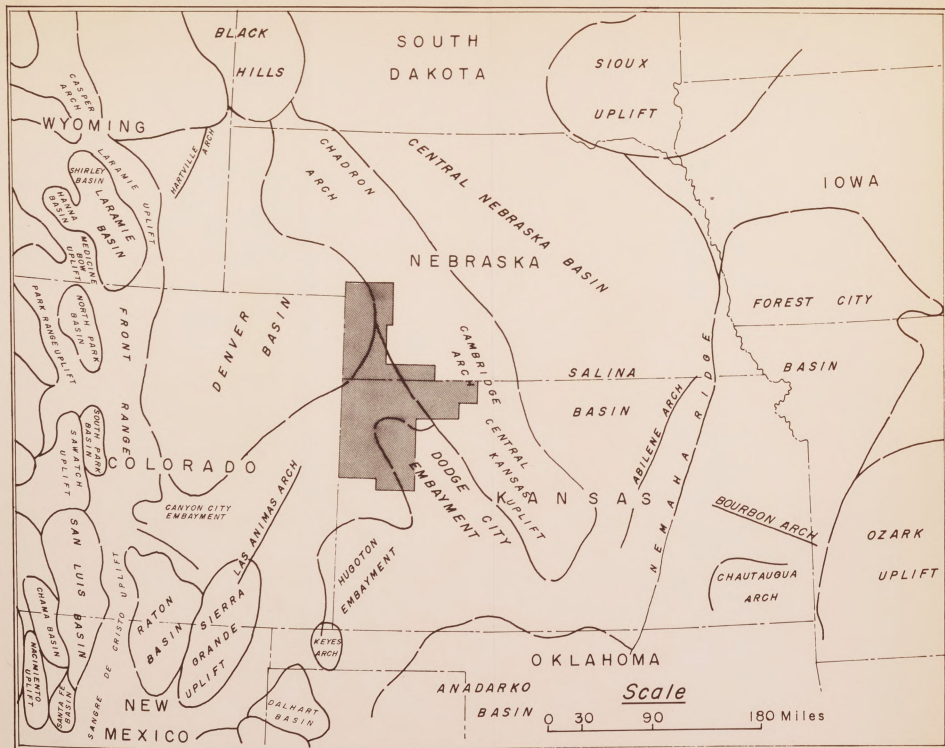 BLACK
HILLS
SOUTH
DAKOTA
SIOUX
UPLIFT
CASPER
ARCH
WYOMING
HARTVILLE
ARCH
CHADRON
ARCH
CENTRAL NEBRASKA
BASIN
IOWA
SHIRLEY
BASIN
HANNA
BASIN
LARAMIE
BASIN
LARAMIE
UPLIFT
MEDICINE
BOW
UPLIFT
NEBRASKA
PARK RANGE UPLIFT
NORTH PARK
BASIN
FRONT
RANGE
DENVER
BASIN
FOREST CITY
BASIN
CAMBRIDGE
ARCH
SALINA
BASIN
ABILENE ARCH
NEMAHA RIDGE
SOUTH PARK
BASIN
SAWATCH
UPLIFT
COLORADO
CENTRAL
KANSAS
UPLIFT
DODGE CITY
EMBAYMENT
KANSAS
CANYON CITY
EMBAYMENT
LAS ANIMAS ARCH
BOURBON ARCH
OZARK
UPLIFT
SAN LUIS
BASIN
HUGOTON
EMBAYMENT
CHAUTAUGUA
ARCH
CHAMA BASIN
SANGRE DE CRISTO UPLIFT
RATON
BASIN
SIERRA
GRANDE
UPLIFT
KEYES
ARCH
NACIMIENTO
UPLIFT
SANTA FE
BASIN
OKLAHOMA
NEW
MEXICO
DALHART
BASIN
ANADARKO
BASIN
Scale
0 30 90 180 Miles